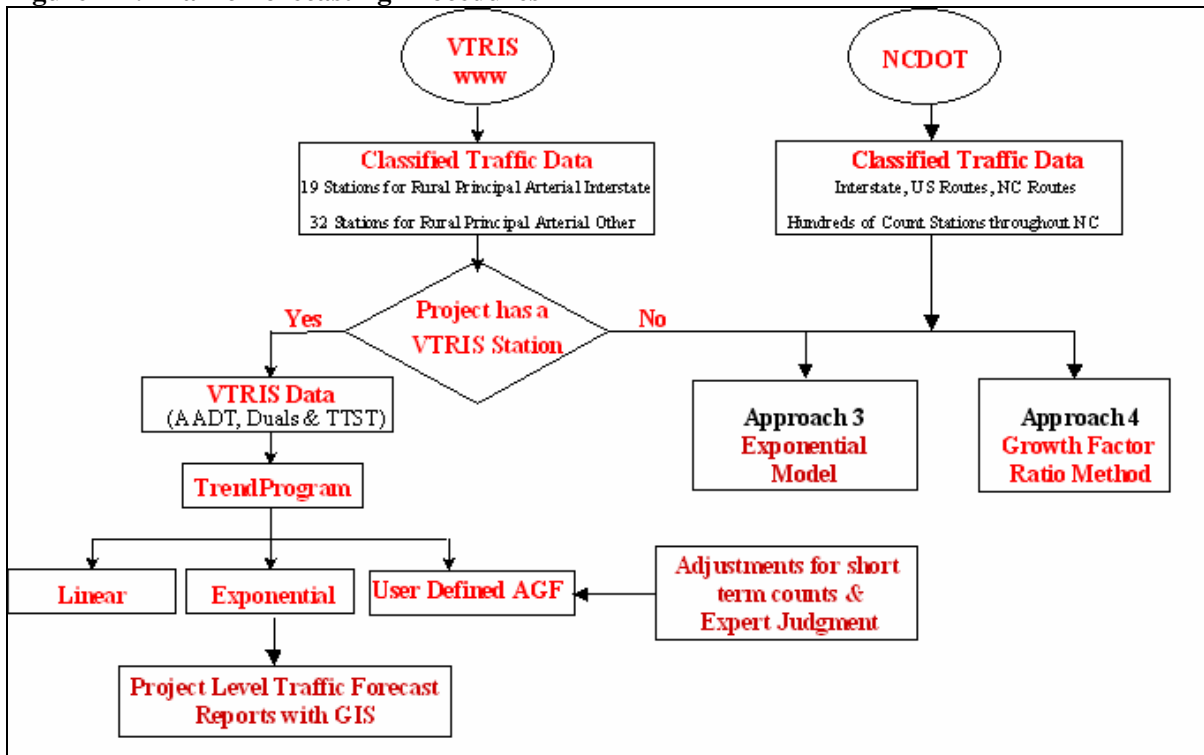 VTRIS
www
NCDOT
Classified Traffic Data
19 Stations for Rural Principal Arterial Interstate
32 Stations for Rural Principal Arterial Other
Classified Traffic Data
Interstate, US Routes, NC Routes
Hundreds of Count Stations throughout NC
Yes
Project has a
VTRIS Station
No
VTRIS Data
(AADT, Duals & TTST)
Approach 3
Exponential
Model
Approach 4
Growth Factor
Ratio Method
TrendProgram
Linear
Exponential
User Defined AGF
Adjustments for short
term counts &
Expert Judgment
Project Level Traffic Forecast
Reports with GIS